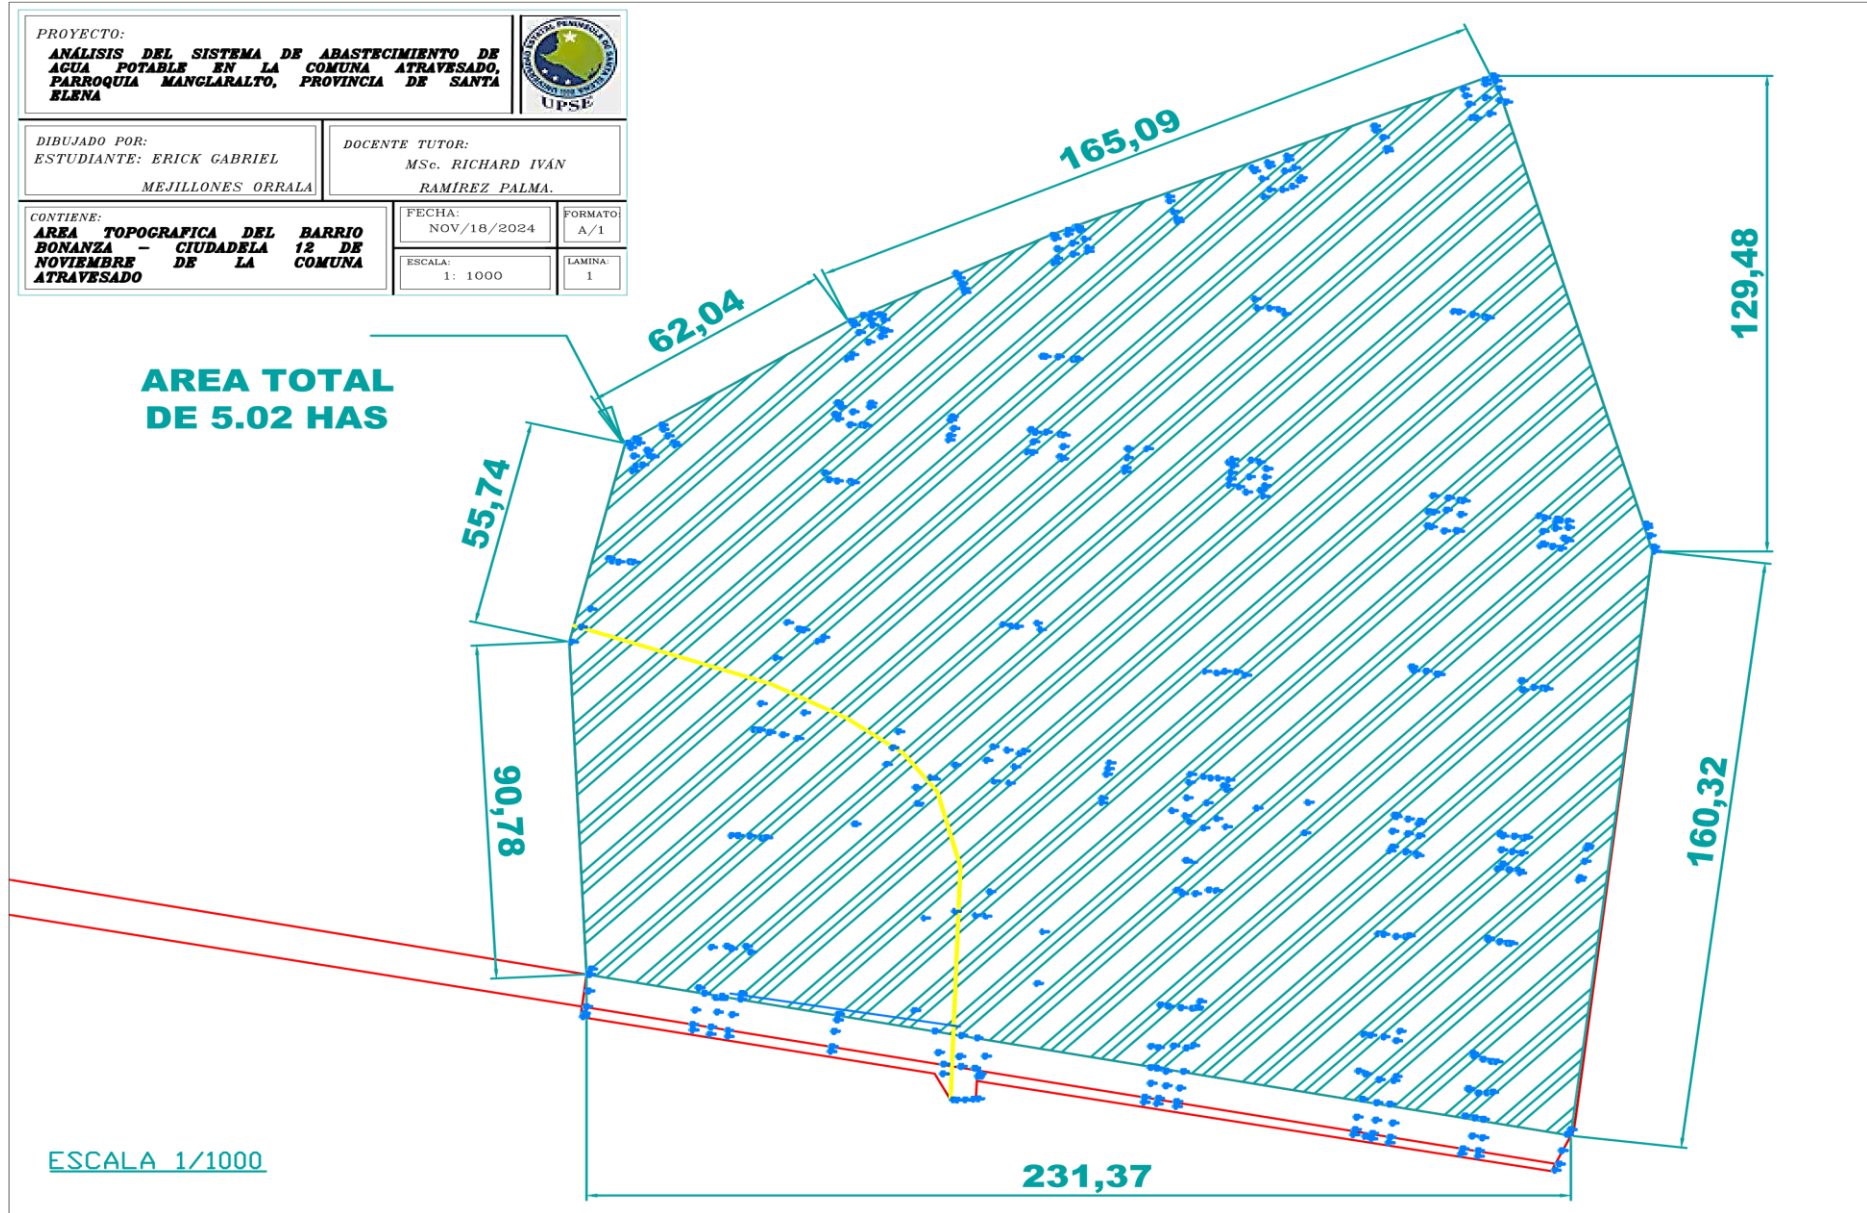 PROYECTO:
ANÁLISIS DEL SISTEMA DE ABASTECIMIENTO DE
AGUA POTABLE EN LA COMUNA ATRAVESADO,
PARROQUIA MANGLARALTO, PROVINCIA DE SANTA
ELENA
UPSE
DIBUJADO POR:
ESTUDIANTE: ERICK GABRIEL
MEJILLONES ORRALA
DOCENTE TUTOR:
MSc. RICHARD IVÁN
RAMÍREZ PALMA.
CONTIENE:
AREA TOPOGRAFICA DEL BARRIO
BONANZA – CIUDADELA 12 DE
NOVIEMBRE DE LA COMUNA
ATRAVESADO
FECHA:
NOV/18/2024
FORMATO:
A/1
ESCALA:
1: 1000
LAMINA:
1
165,09
129,48
62,04
AREA TOTAL
DE 5.02 HAS
55,74
90,78
160,32
231,37
ESCALA 1/1000